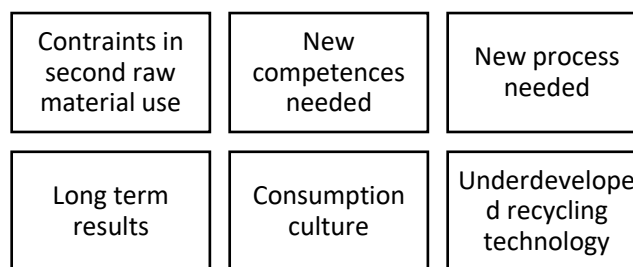 Contraints in
second raw
material use
New
competences
needed
New process
needed
Long term
results
Consumption
culture
Underdevelope
d recycling
technology